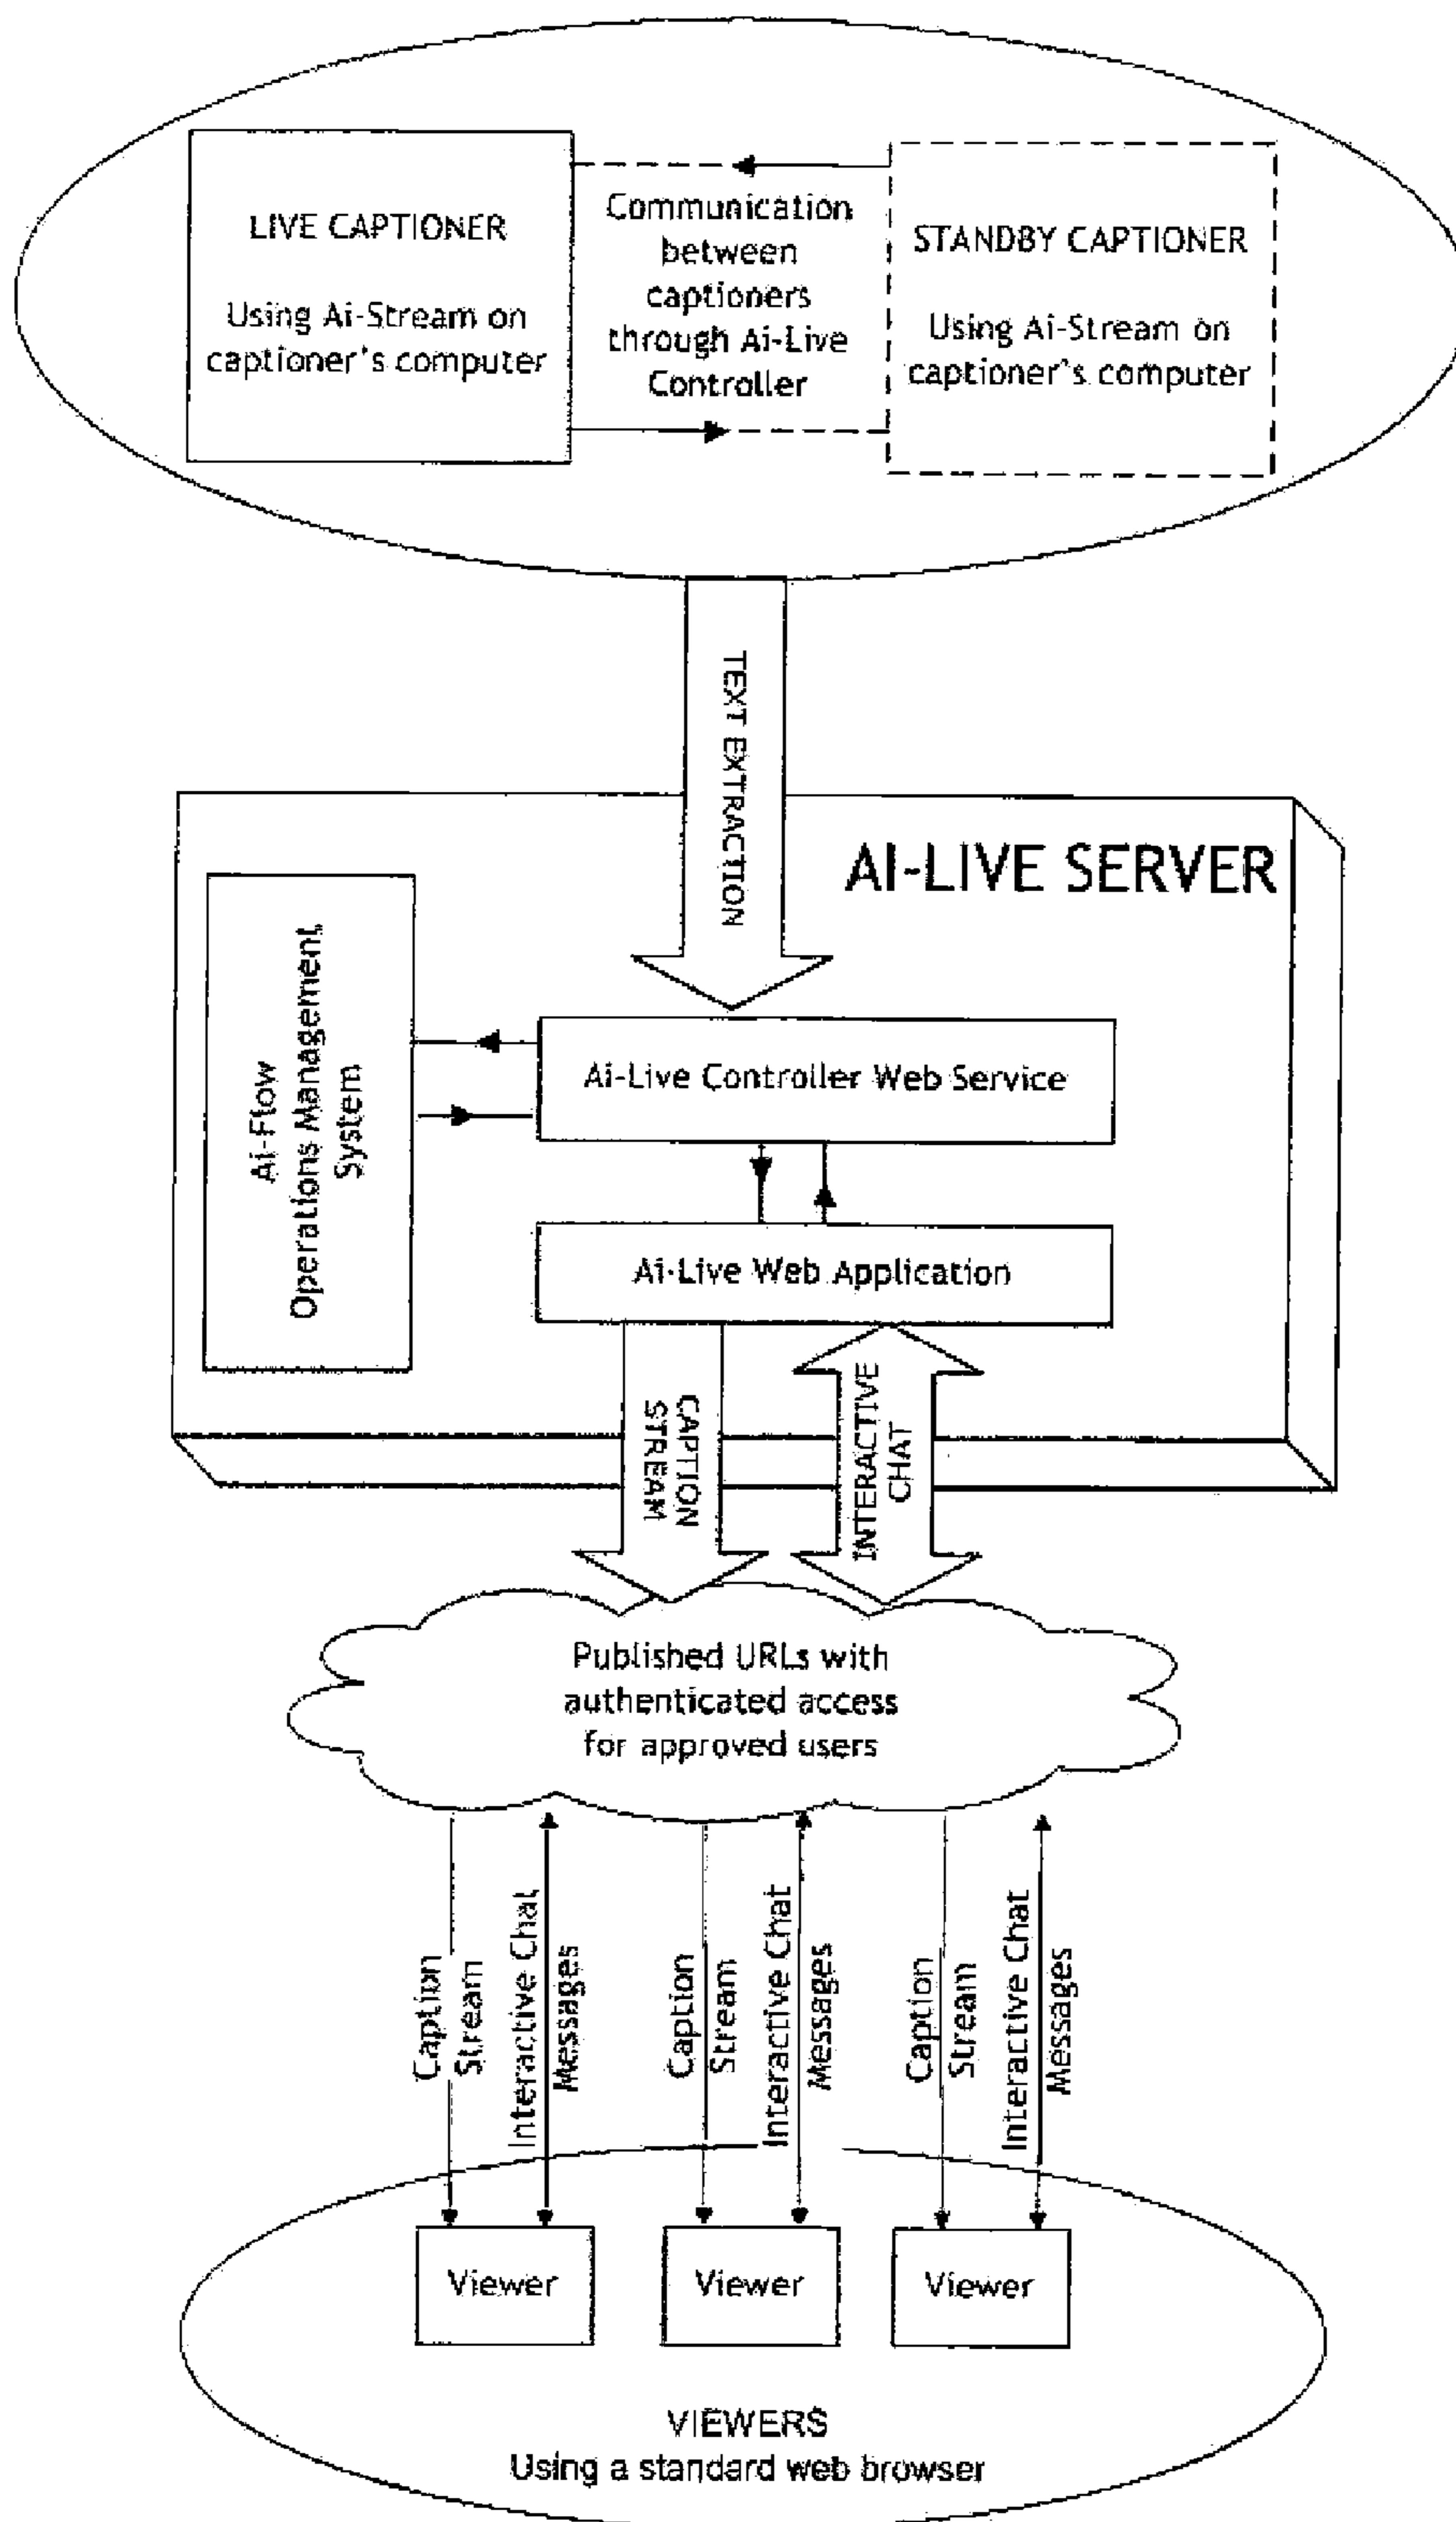 LIVE CAPTIONER
Using Ai-Stream on
captioner's computer
Communication
between
captioners
through Ai-Live
Controller
STANDBY CAPTIONER
Using Ai-Stream on
captioner's computer
TEXT EXTRACTION
AI-LIVE SERVER
Ai-Flow
Operations Management
System
Ai-Live Controller Web Service
Ai-Live Web Application
CAPTION
STREAM
INTERACTIVE
CHAT
Published URLs with
authenticated access
for approved users
Caption
Stream
Interactive Chat
Messages
Caption
Stream
Interactive Chat
Messages
Caption
Stream
Interactive Chat
Messages
Viewer
Viewer
Viewer
VIEWERS
Using a standard web browser